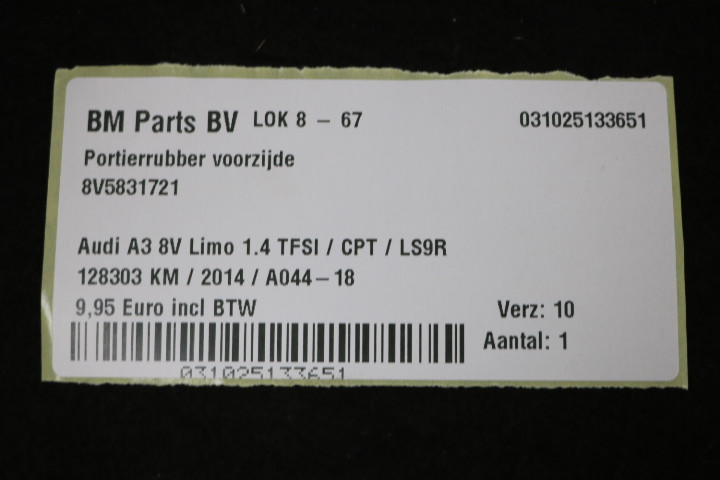 BM Parts BV LOK 8 - 67 031025133651
Portierrubber voorzijde
8V5831721
Audi A3 8V Limo 1.4 TFSI / CPT / LS9R
128303 KM / 2014 / A044-18
9,95 Euro incl BTW Verz: 10
Aantal: 1
031025133651